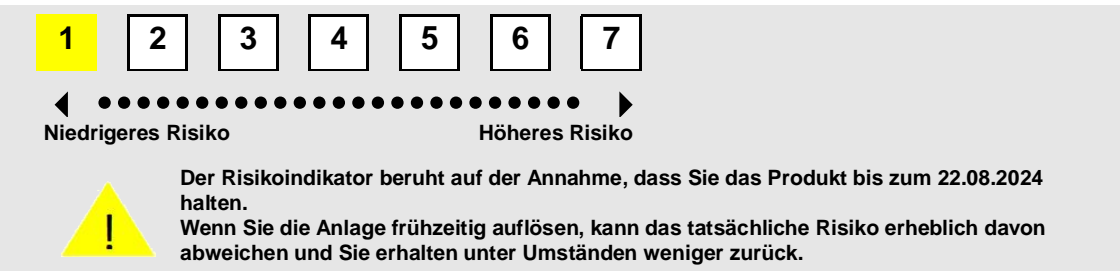 1 2 3 4 5 6 7
Niedrigeres Risiko Höheres Risiko
Der Risikoindikator beruht auf der Annahme, dass Sie das Produkt bis zum 22.08.2024
halten.
Wenn Sie die Anlage frühzeitig auflösen, kann das tatsächliche Risiko erheblich davon
abweichen und Sie erhalten unter Umständen weniger zurück.
!